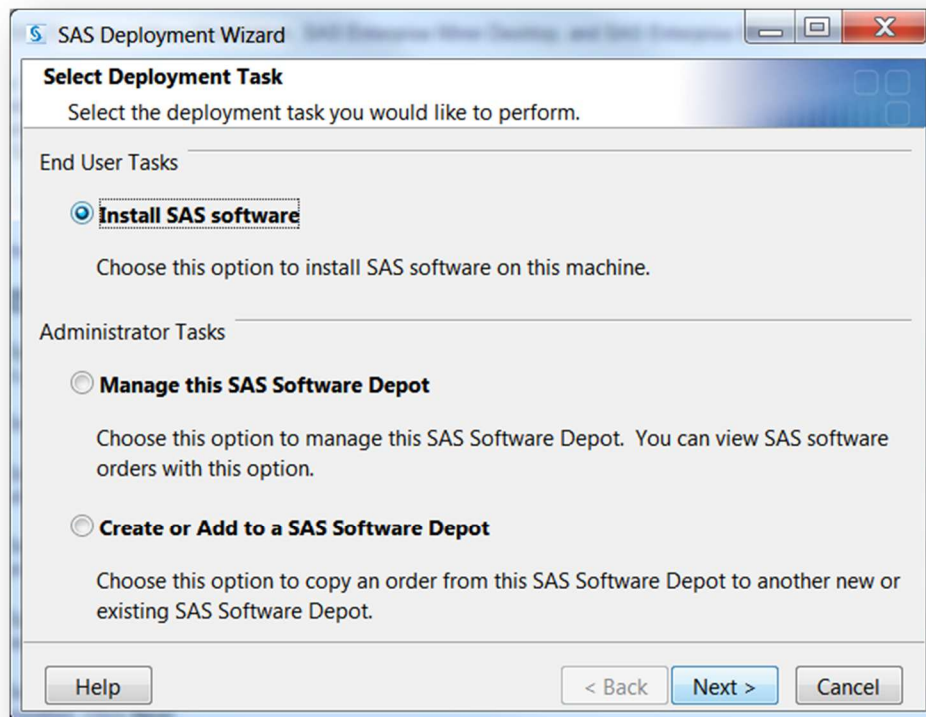 SAS Deployment Wizard
Select Deployment Task
Select the deployment task you would like to perform.
End User Tasks
Install SAS software
Choose this option to install SAS software on this machine.
Administrator Tasks
Manage this SAS Software Depot
Choose this option to manage this SAS Software Depot. You can view SAS software
orders with this option.
Create or Add to a SAS Software Depot
Choose this option to copy an order from this SAS Software Depot to another new or
existing SAS Software Depot.
Help
< Back
Next >
Cancel